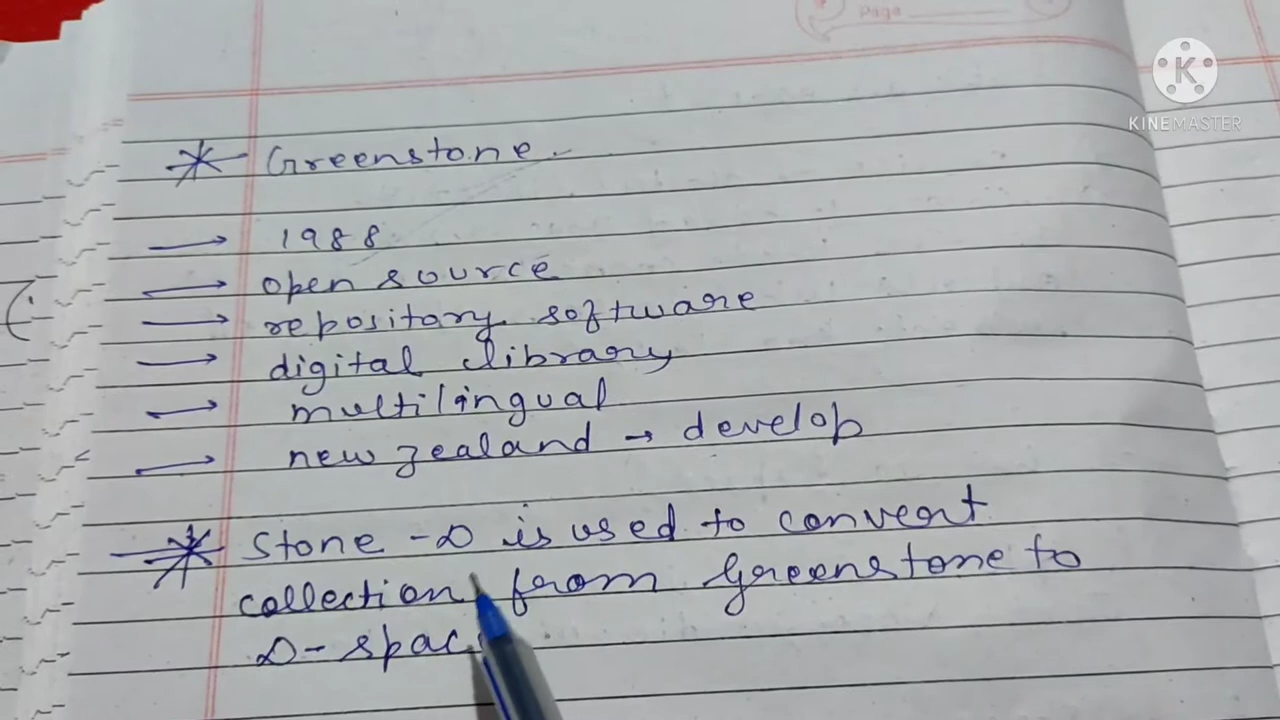 Page
K
KINEMASTER
* Greenstone.
→ 1988
→ open source
→ repository software
→ digital library
→ multilingual
→ new zealand → develop
* Stone-D is used to convert
collection from Greenstone to
D-spac